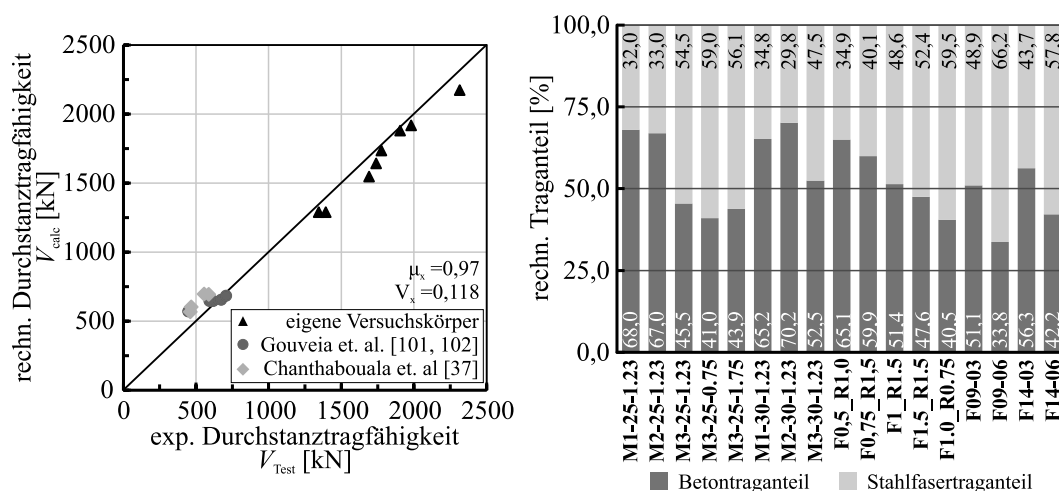 rechn. Durchstanztragfähigkeit
V_calc [kN]
2500
2000
1500
1000
500
0
0 500 1000 1500 2000 2500
μx =0,97
Vx =0,118
eigene Versuchskörper
Gouveia et. al. [101, 102]
Chanthabouala et. al [37]
exp. Durchstanztragfähigkeit
V_Test [kN]
rechn. Traganteil [%]
100,0
75,0
50,0
25,0
0,0
32,0 33,0 54,5 59,0 56.1 34,8 29,8 47,5 34,9 40,1 48,6 52,4 59,5 48,9 66,2 43,7 57,8
68,0 67,0 45,5 41,0 43,9 65,2 70,2 52,5 65,1 59,9 51,4 47,6 40,5 51,1 33,8 56,3 42,2
M1-25-1.23
M2-25-1.23
M3-25-1.23
M3-25-0.75
M3-25-1.75
M1-30-1.23
M2-30-1.23
M3-30-1.23
F0,5_R1,0
F0,75_R1,5
F1_R1.5
F1.5_R1.5
F1.0_R0.75
F09-03
F09-06
F14-03
F14-06
Betontraganteil
Stahlfasertraganteil